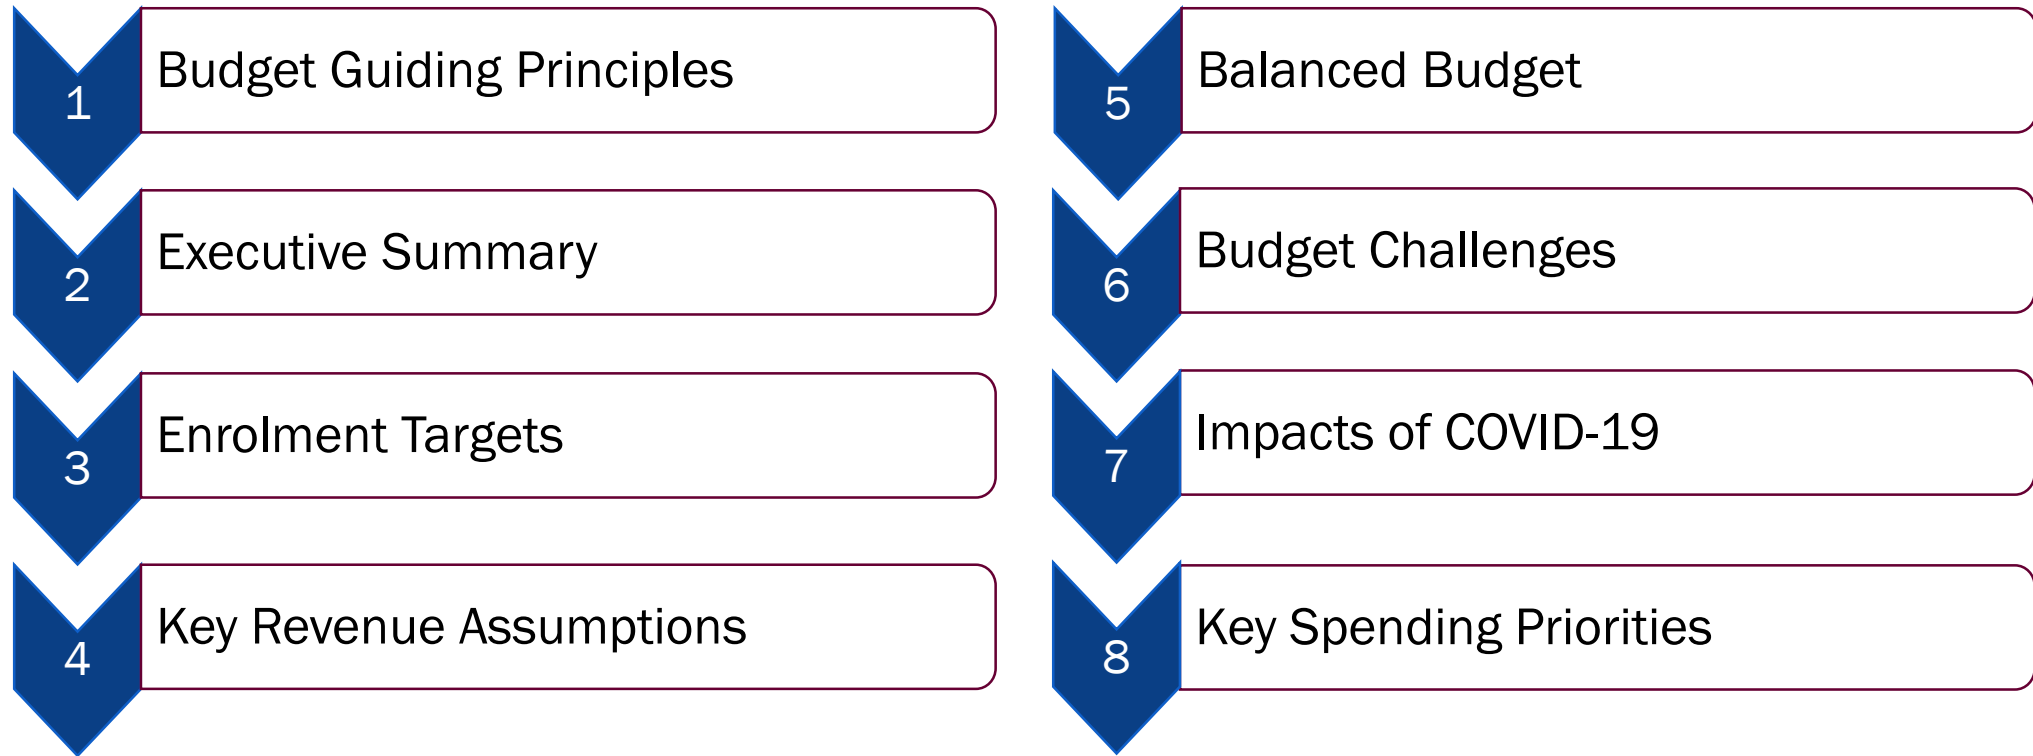 1
Budget Guiding Principles
2
Executive Summary
3
Enrolment Targets
4
Key Revenue Assumptions
5
Balanced Budget
6
Budget Challenges
7
Impacts of COVID-19
8
Key Spending Priorities